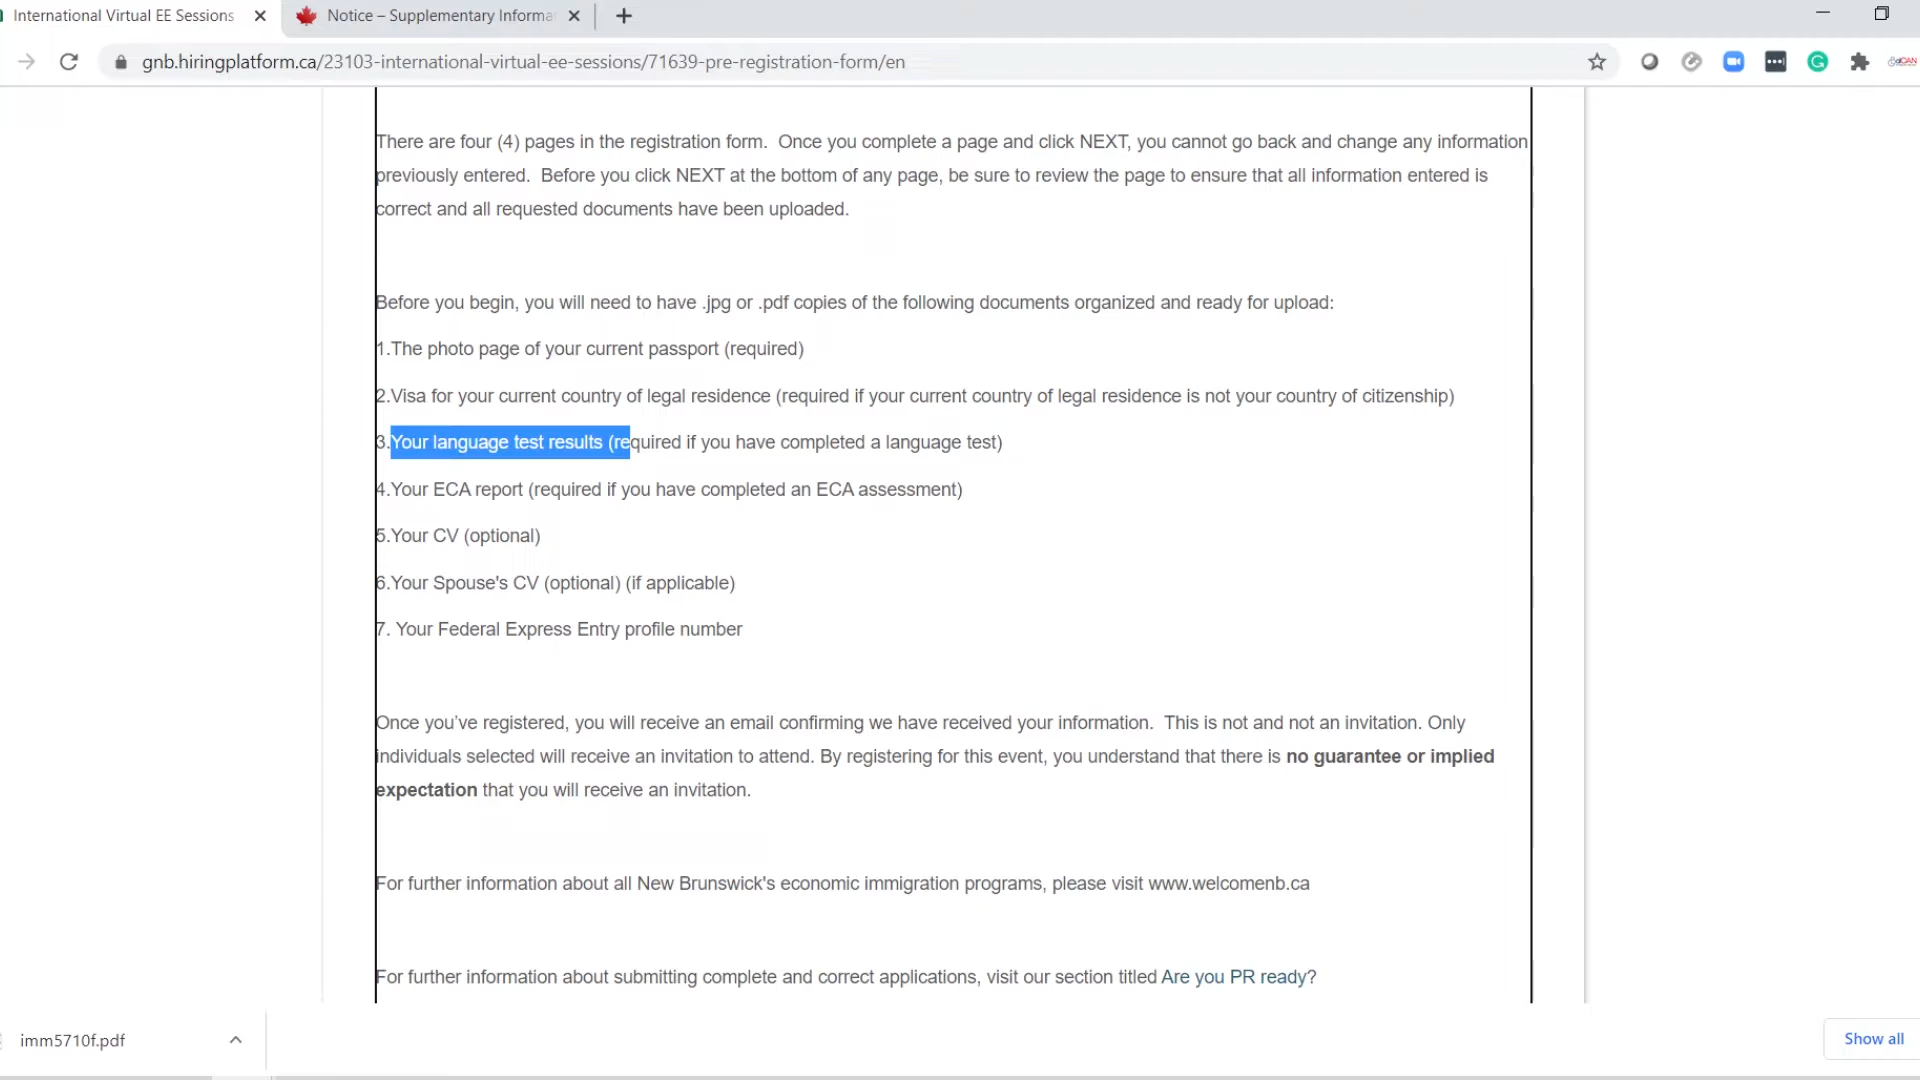 International Virtual EE Sessions
Notice – Supplementary Informa
gnb.hiringplatform.ca/23103-international-virtual-ee-sessions/71639-pre-registration-form/en
There are four (4) pages in the registration form.  Once you complete a page and click NEXT, you cannot go back and change any information
previously entered.  Before you click NEXT at the bottom of any page, be sure to review the page to ensure that all information entered is
correct and all requested documents have been uploaded.
Before you begin, you will need to have .jpg or .pdf copies of the following documents organized and ready for upload:
1.The photo page of your current passport (required)
2.Visa for your current country of legal residence (required if your current country of legal residence is not your country of citizenship)
3.Your language test results (required if you have completed a language test)
4.Your ECA report (required if you have completed an ECA assessment)
5.Your CV (optional)
6.Your Spouse's CV (optional) (if applicable)
7. Your Federal Express Entry profile number
Once you’ve registered, you will receive an email confirming we have received your information.  This is not and not an invitation. Only
individuals selected will receive an invitation to attend. By registering for this event, you understand that there is no guarantee or implied
expectation that you will receive an invitation.
For further information about all New Brunswick's economic immigration programs, please visit www.welcomenb.ca
For further information about submitting complete and correct applications, visit our section titled Are you PR ready?
imm5710f.pdf
Show all